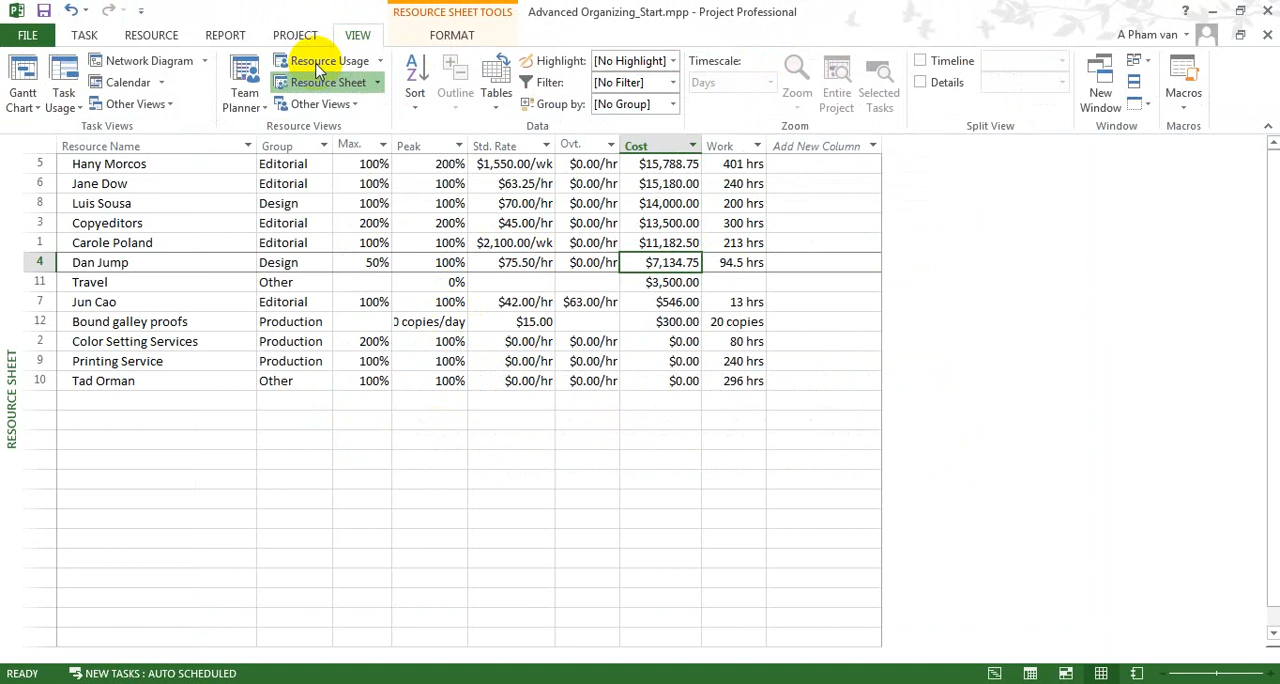 RESOURCE SHEET TOOLS
Advanced Organizing_Start.mpp - Project Professional
?
FILE TASK RESOURCE REPORT PROJECT VIEW FORMAT
A Pham van
Gantt Chart
Task Usage
Network Diagram
Calendar
Other Views
Task Views
Team Planner
Resource Usage
Resource Sheet
Other Views
Resource Views
Sort
Outline
Tables
Highlight: [No Highlight]
Filter: [No Filter]
Group by: [No Group]
Data
Timescale:
Days
Zoom
Entire Project
Selected Tasks
Zoom
Timeline
Details
Split View
New Window
Window
Macros
Macros
Resource Name Group Max. Peak Std. Rate Ovt. Cost Work Add New Column
5 Hany Morcos Editorial 100% 200% $1,550.00/wk $0.00/hr $15,788.75 401 hrs
6 Jane Dow Editorial 100% 100% $63.25/hr $0.00/hr $15,180.00 240 hrs
8 Luis Sousa Design 100% 100% $70.00/hr $0.00/hr $14,000.00 200 hrs
3 Copyeditors Editorial 200% 200% $45.00/hr $0.00/hr $13,500.00 300 hrs
1 Carole Poland Editorial 100% 100% $2,100.00/wk $0.00/hr $11,182.50 213 hrs
4 Dan Jump Design 50% 100% $75.50/hr $0.00/hr $7,134.75 94.5 hrs
11 Travel Other 0% $3,500.00
7 Jun Cao Editorial 100% 100% $42.00/hr $63.00/hr $546.00 13 hrs
12 Bound galley proofs Production 0 copies/day $15.00 $300.00 20 copies
2 Color Setting Services Production 200% 100% $0.00/hr $0.00/hr $0.00 80 hrs
9 Printing Service Production 100% 100% $0.00/hr $0.00/hr $0.00 240 hrs
10 Tad Orman Other 100% 100% $0.00/hr $0.00/hr $0.00 296 hrs
RESOURCE SHEET
READY NEW TASKS : AUTO SCHEDULED